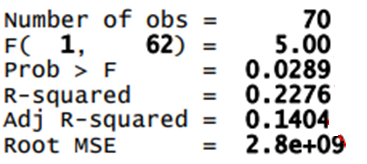 Number of obs = 70
F( 1, 62) = 5.00
Prob > F = 0.0289
R-squared = 0.2276
Adj R-squared = 0.1404
Root MSE = 2.8e+09